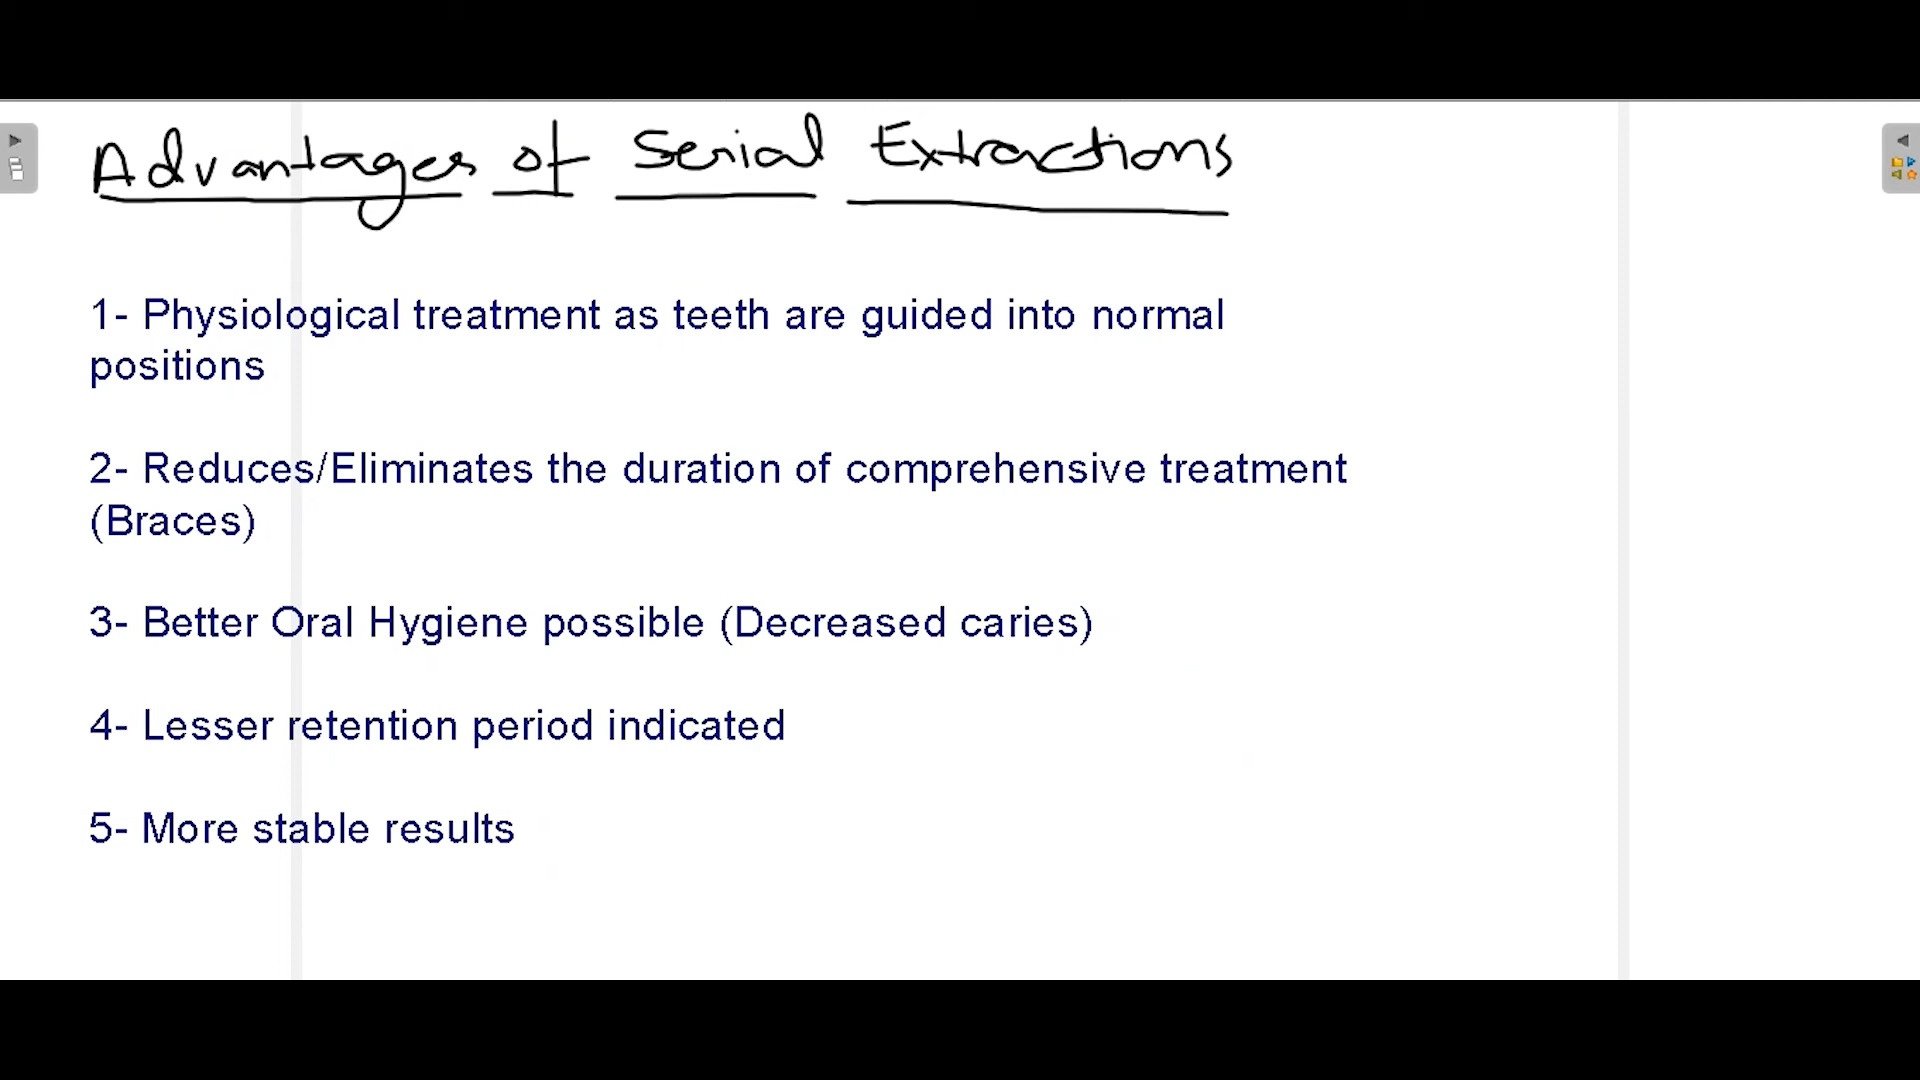 Advantages of Serial Extractions
1- Physiological treatment as teeth are guided into normal
positions
2- Reduces/Eliminates the duration of comprehensive treatment
(Braces)
3- Better Oral Hygiene possible (Decreased caries)
4- Lesser retention period indicated
5- More stable results